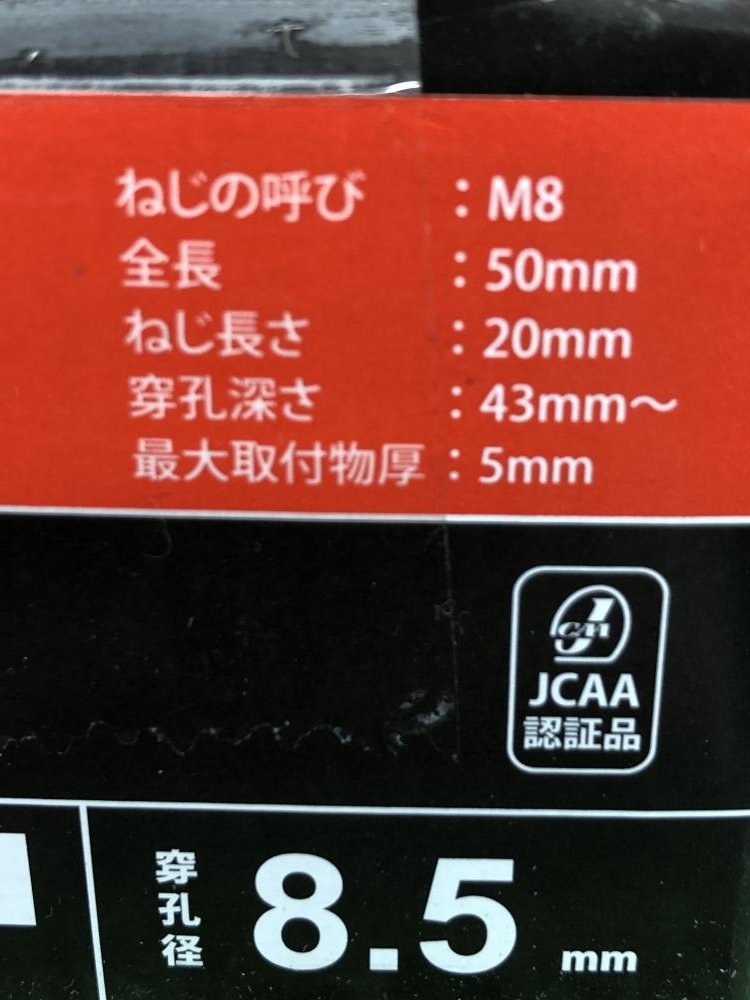 ねじの呼び：M8
全長：50mm
ねじ長さ：20mm
穿孔深さ：43mm〜
最大取付物厚：5mm
JCAA
JCAA
認証品
穿孔径 8.5 mm